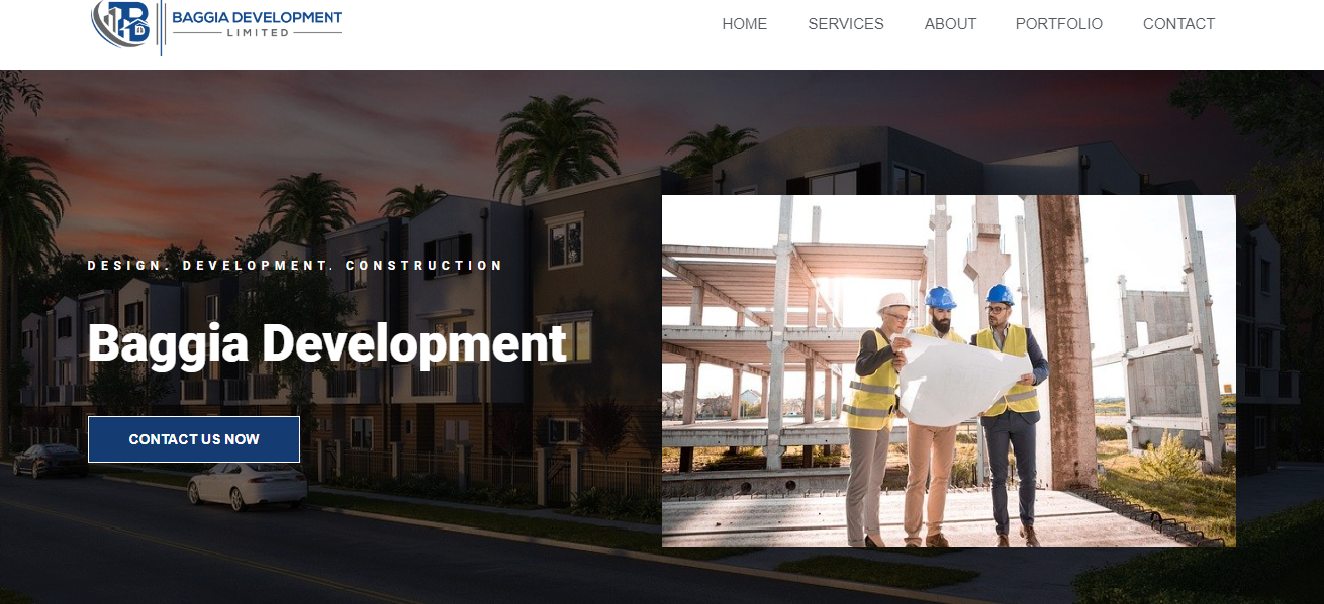 BAGGIA DEVELOPMENT
LIMITED
HOME SERVICES ABOUT PORTFOLIO CONTACT
DESIGN. DEVELOPMENT. CONSTRUCTION
Baggia Development
CONTACT US NOW